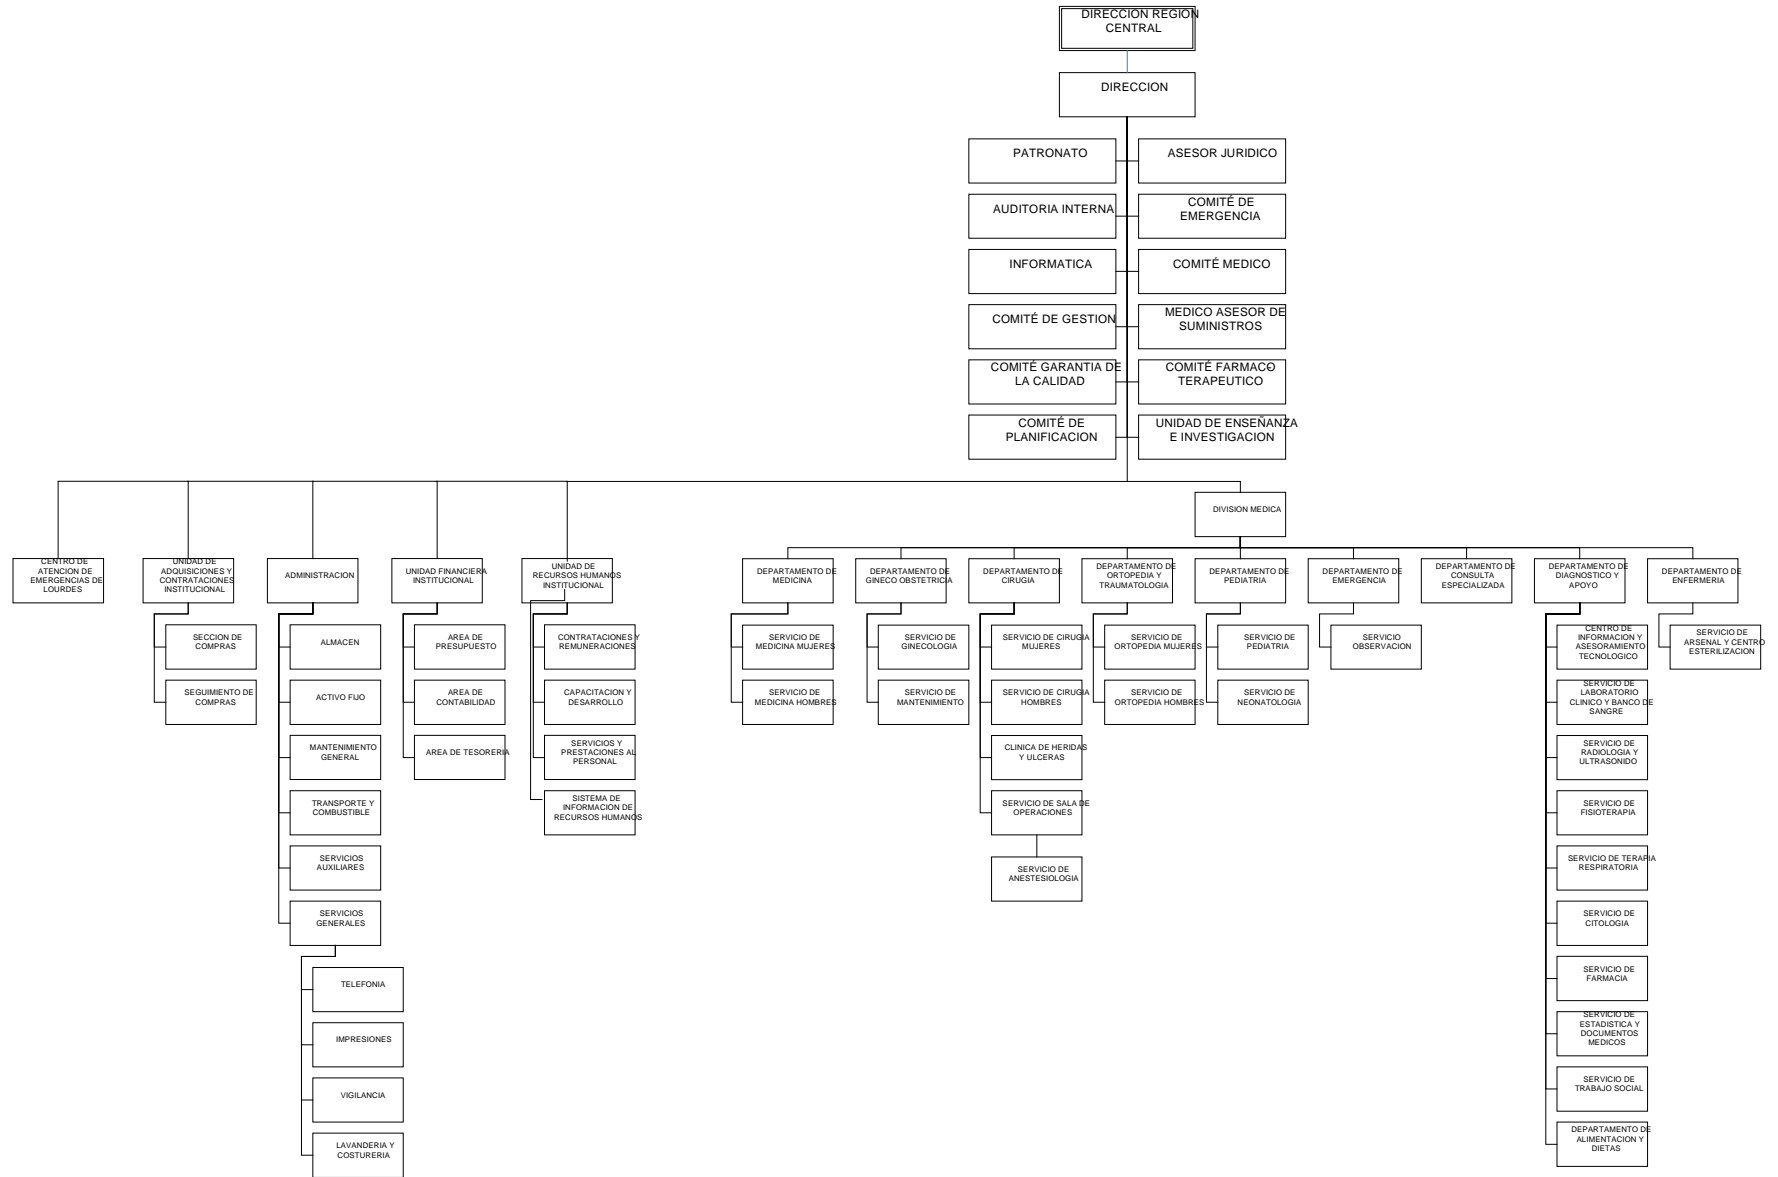 DIRECCION REGION
CENTRAL
DIRECCION
PATRONATO
ASESOR JURIDICO
AUDITORIA INTERNA
COMITÉ DE
EMERGENCIA
INFORMATICA
COMITÉ MEDICO
COMITÉ DE GESTION
MEDICO ASESOR DE
SUMINISTROS
COMITÉ GARANTIA DE
LA CALIDAD
COMITÉ FARMACO-
TERAPEUTICO
COMITÉ DE
PLANIFICACION
UNIDAD DE ENSEÑANZA
E INVESTIGACION
DIVISION MEDICA
CENTRO DE
ATENCION DE
EMERGENCIAS DE
LOURDES
UNIDAD DE
ADQUISICIONES Y
CONTRATACIONES
INSTITUCIONAL
ADMINISTRACION
UNIDAD FINANCIERA
INSTITUCIONAL
UNIDAD DE
RECURSOS HUMANOS
INSTITUCIONAL
DEPARTAMENTO DE
MEDICINA
DEPARTAMENTO DE
GINECO OBSTETRICIA
DEPARTAMENTO DE
CIRUGIA
DEPARTAMENTO DE
ORTOPEDIA Y
TRAUMATOLOGIA
DEPARTAMENTO DE
PEDIATRIA
DEPARTAMENTO DE
EMERGENCIA
DEPARTAMENTO DE
CONSULTA
ESPECIALIZADA
DEPARTAMENTO DE
DIAGNOSTICO Y
APOYO
DEPARTAMENTO DE
ENFERMERIA
SECCION DE
COMPRAS
SEGUIMIENTO DE
COMPRAS
ALMACEN
ACTIVO FIJO
MANTENIMIENTO
GENERAL
TRANSPORTE Y
COMBUSTIBLE
SERVICIOS
AUXILIARES
SERVICIOS
GENERALES
TELEFONIA
IMPRESIONES
VIGILANCIA
LAVANDERIA Y
COSTURERIA
AREA DE
PRESUPUESTO
AREA DE
CONTABILIDAD
AREA DE TESORERIA
CONTRATACIONES Y
REMUNERACIONES
CAPACITACION Y
DESARROLLO
SERVICIOS Y
PRESTACIONES AL
PERSONAL
SISTEMA DE
INFORMACION DE
RECURSOS HUMANOS
SERVICIO DE
MEDICINA MUJERES
SERVICIO DE
MEDICINA HOMBRES
SERVICIO DE
GINECOLOGIA
SERVICIO DE
MANTENIMIENTO
SERVICIO DE CIRUGIA
MUJERES
SERVICIO DE CIRUGIA
HOMBRES
CLINICA DE HERIDAS
Y ULCERAS
SERVICIO DE SALA DE
OPERACIONES
SERVICIO DE
ANESTESIOLOGIA
SERVICIO DE
ORTOPEDIA MUJERES
SERVICIO DE
ORTOPEDIA HOMBRES
SERVICIO DE
PEDIATRIA
SERVICIO DE
NEONATOLOGIA
SERVICIO
OBSERVACION
CENTRO DE
INFORMACION Y
ASESORAMIENTO
TECNOLOGICO
SERVICIO DE
LABORATORIO
CLINICO Y BANCO DE
SANGRE
SERVICIO DE
RADIOLOGIA Y
ULTRASONIDO
SERVICIO DE
FISIOTERAPIA
SERVICIO DE TERAPIA
RESPIRATORIA
SERVICIO DE
CITOLOGIA
SERVICIO DE
FARMACIA
SERVICIO DE
ESTADISTICA Y
DOCUMENTOS
MEDICOS
SERVICIO DE
TRABAJO SOCIAL
DEPARTAMENTO DE
ALIMENTACION Y
DIETAS
SERVICIO DE
ARSENAL Y CENTRO
ESTERILIZACION